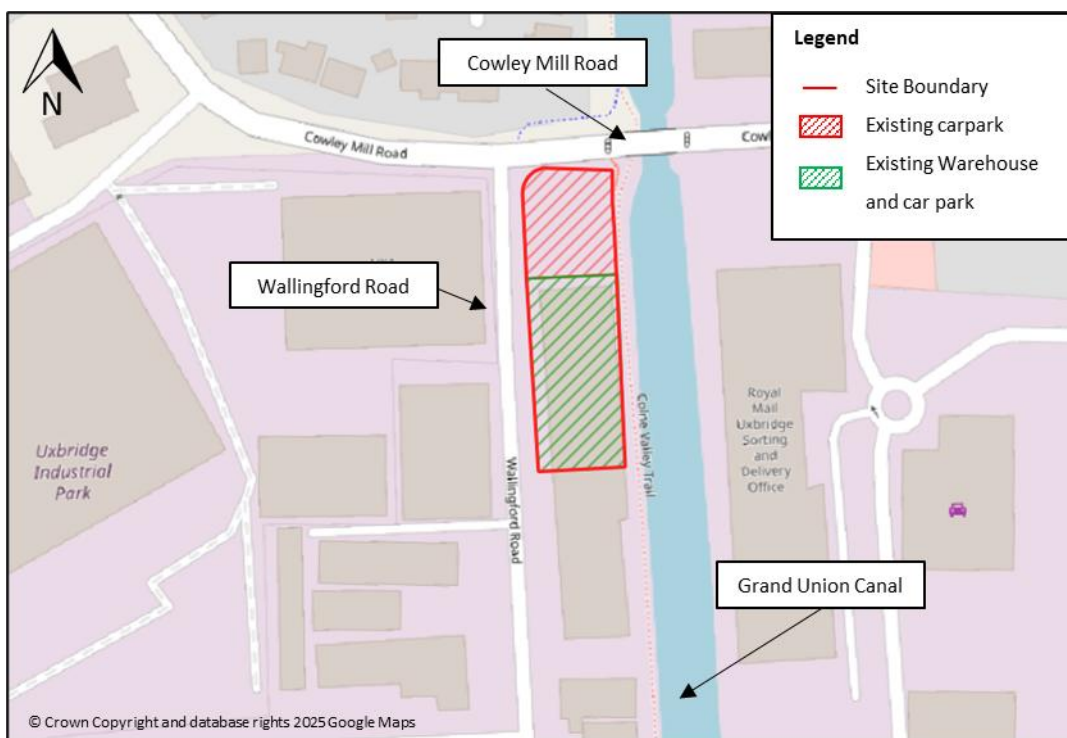 N
Cowley Mill Road
Legend
Site Boundary
Existing carpark
Existing Warehouse
and car park
Cowley Mill Road
Cowl
Wallingford Road
Colne Valley Trail
Wallingford Road
Uxbridge
Industrial
Park
Royal
Mail
Uxbridge
Sorting
and
Delivery
Office
Grand Union Canal
© Crown Copyright and database rights 2025 Google Maps